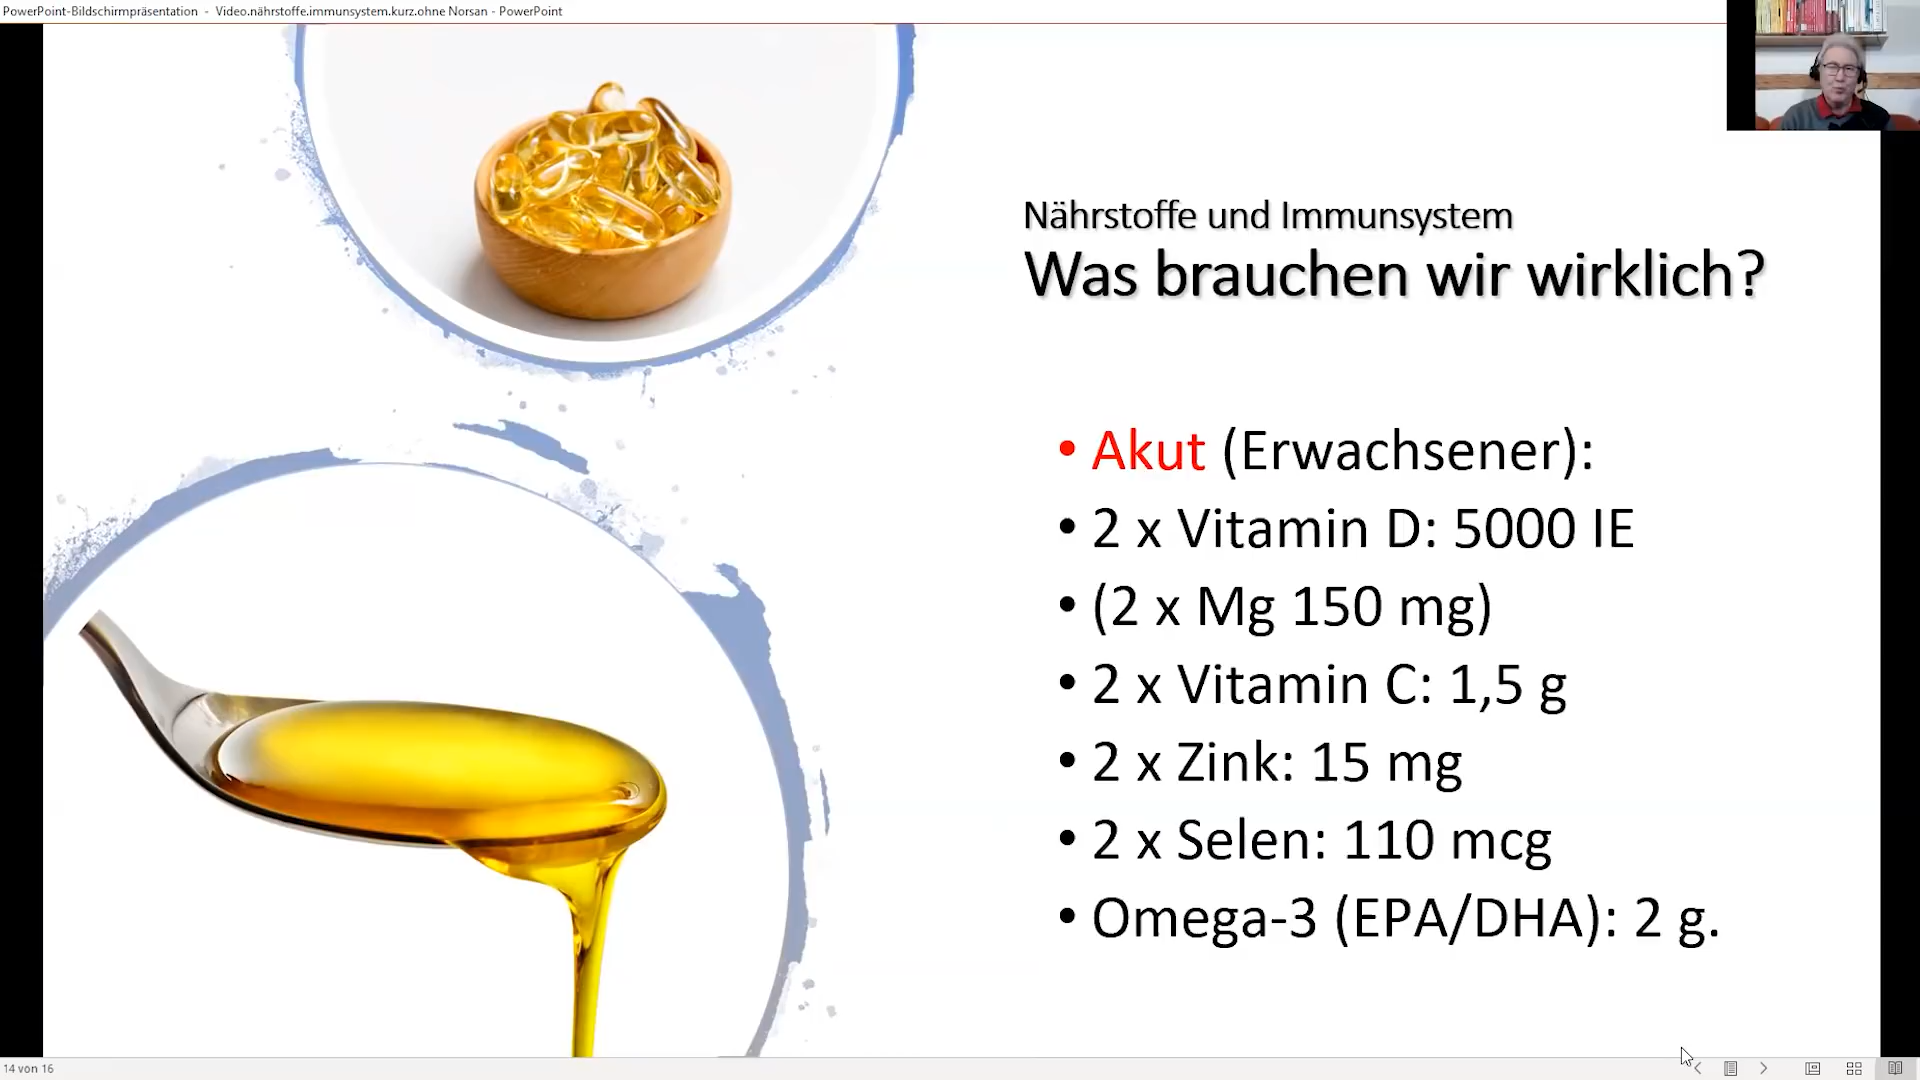 PowerPoint-Bildschirmpräsentation - Video.nährstoffe.immunsystem.kurz.ohne Norsan - PowerPoint
Nährstoffe und Immunsystem
Was brauchen wir wirklich?
• Akut (Erwachsener):
• 2 x Vitamin D: 5000 IE
• (2 x Mg 150 mg)
• 2 x Vitamin C: 1,5 g
• 2 x Zink: 15 mg
• 2 x Selen: 110 mcg
• Omega-3 (EPA/DHA): 2 g.
14 von 16